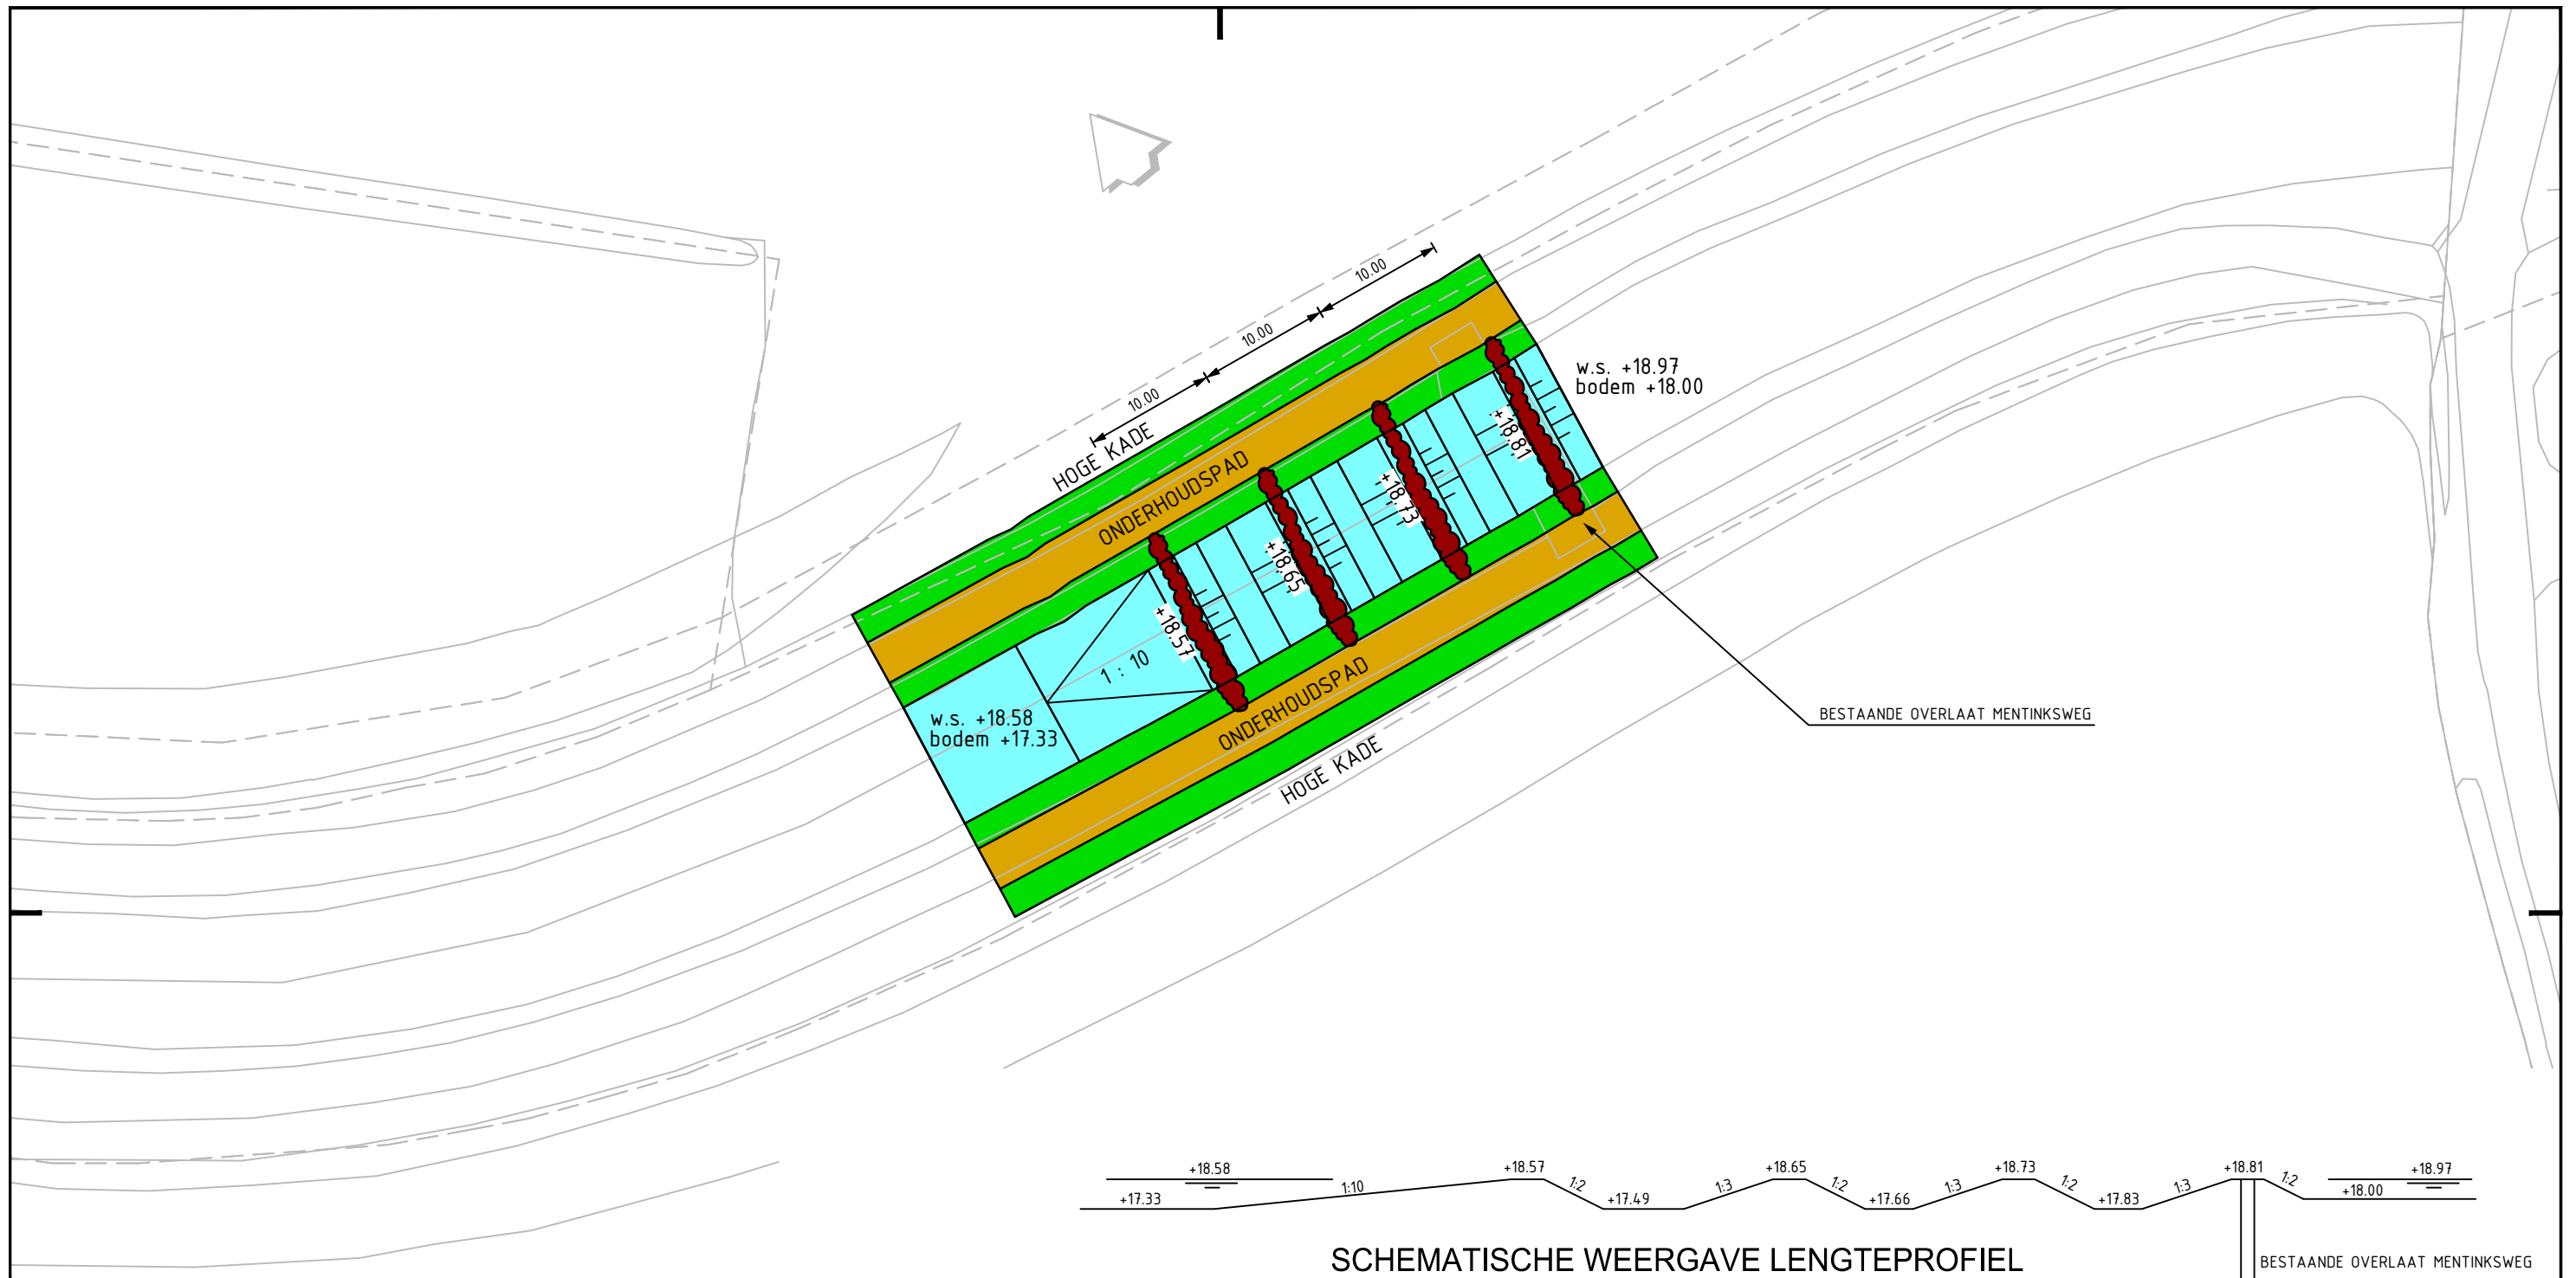 10.00
10.00
10.00
HOGE KADE
ONDERHOUDSPAD
w.s. +18.97
bodem +18.00
+18.81
+18.73
+18.65
+18.57
1 : 10
w.s. +18.58
bodem +17.33
ONDERHOUDSPAD
HOGE KADE
BESTAANDE OVERLAAT MENTINKSWEG
+18.58 +18.57 +18.65 +18.73 +18.81 +18.97
+17.33 1:10 1:2 +17.49 1:3 1:2 +17.66 1:3 1:2 +17.83 1:3 1:2 +18.00
SCHEMATISCHE WEERGAVE LENGTEPROFIEL
BESTAANDE OVERLAAT MENTINKSWEG